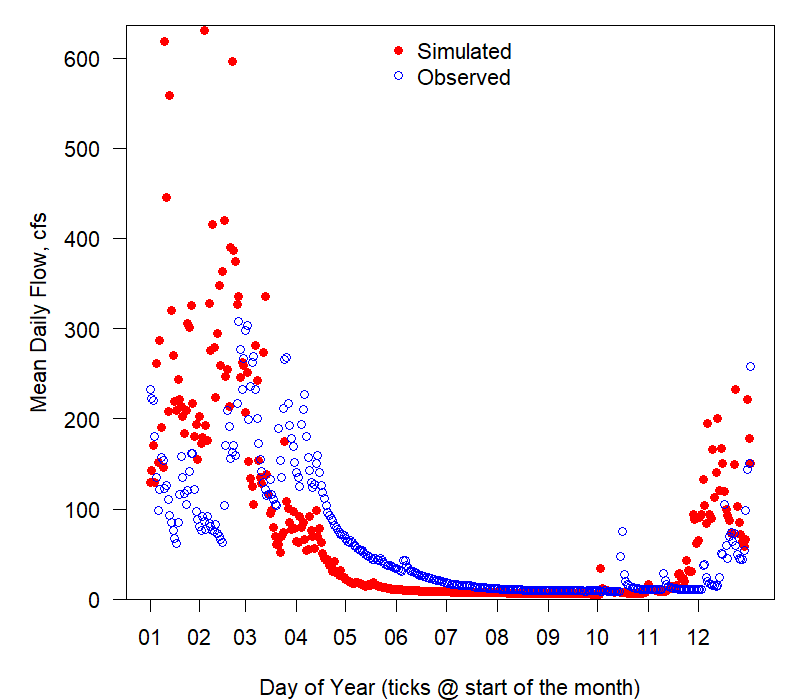 Simulated
Observed
600
500
400
300
200
100
0
Mean Daily Flow, cfs
01 02 03 04 05 06 07 08 09 10 11 12
Day of Year (ticks @ start of the month)